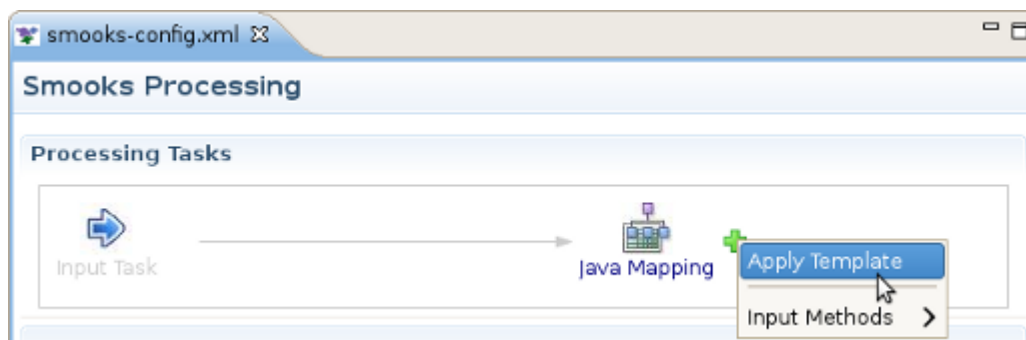 smooks-config.xml
Smooks Processing
Processing Tasks
Input Task
Java Mapping
Apply Template
Input Methods